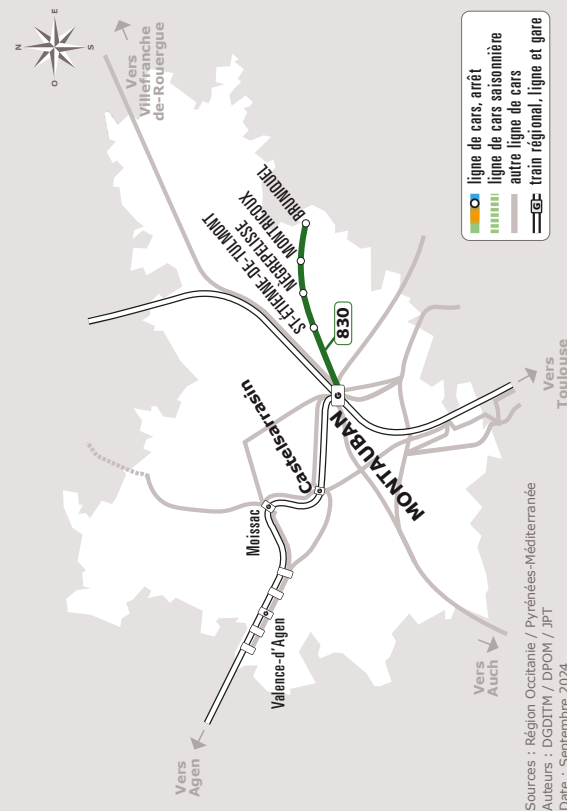 N
E
S
O
Vers
Villefranche
de-Rouergue
ligne de cars, arrêt
ligne de cars saisonnière
autre ligne de cars
G
train régional, ligne et gare
BRUNIQUEL
MONTRICOUX
NÈGREPELISSE
ST-ÉTIENNE-DE-TULMONT
830
MONTAUBAN
Castelsarrasin
Moissac
Valence-d'Agen
Vers
Agen
Vers
Auch
Vers
Toulouse
Sources : Région Occitanie / Pyrénées-Méditerranée
Auteurs : DGDITM / DPOM / JPT
Date : Septembre 2024